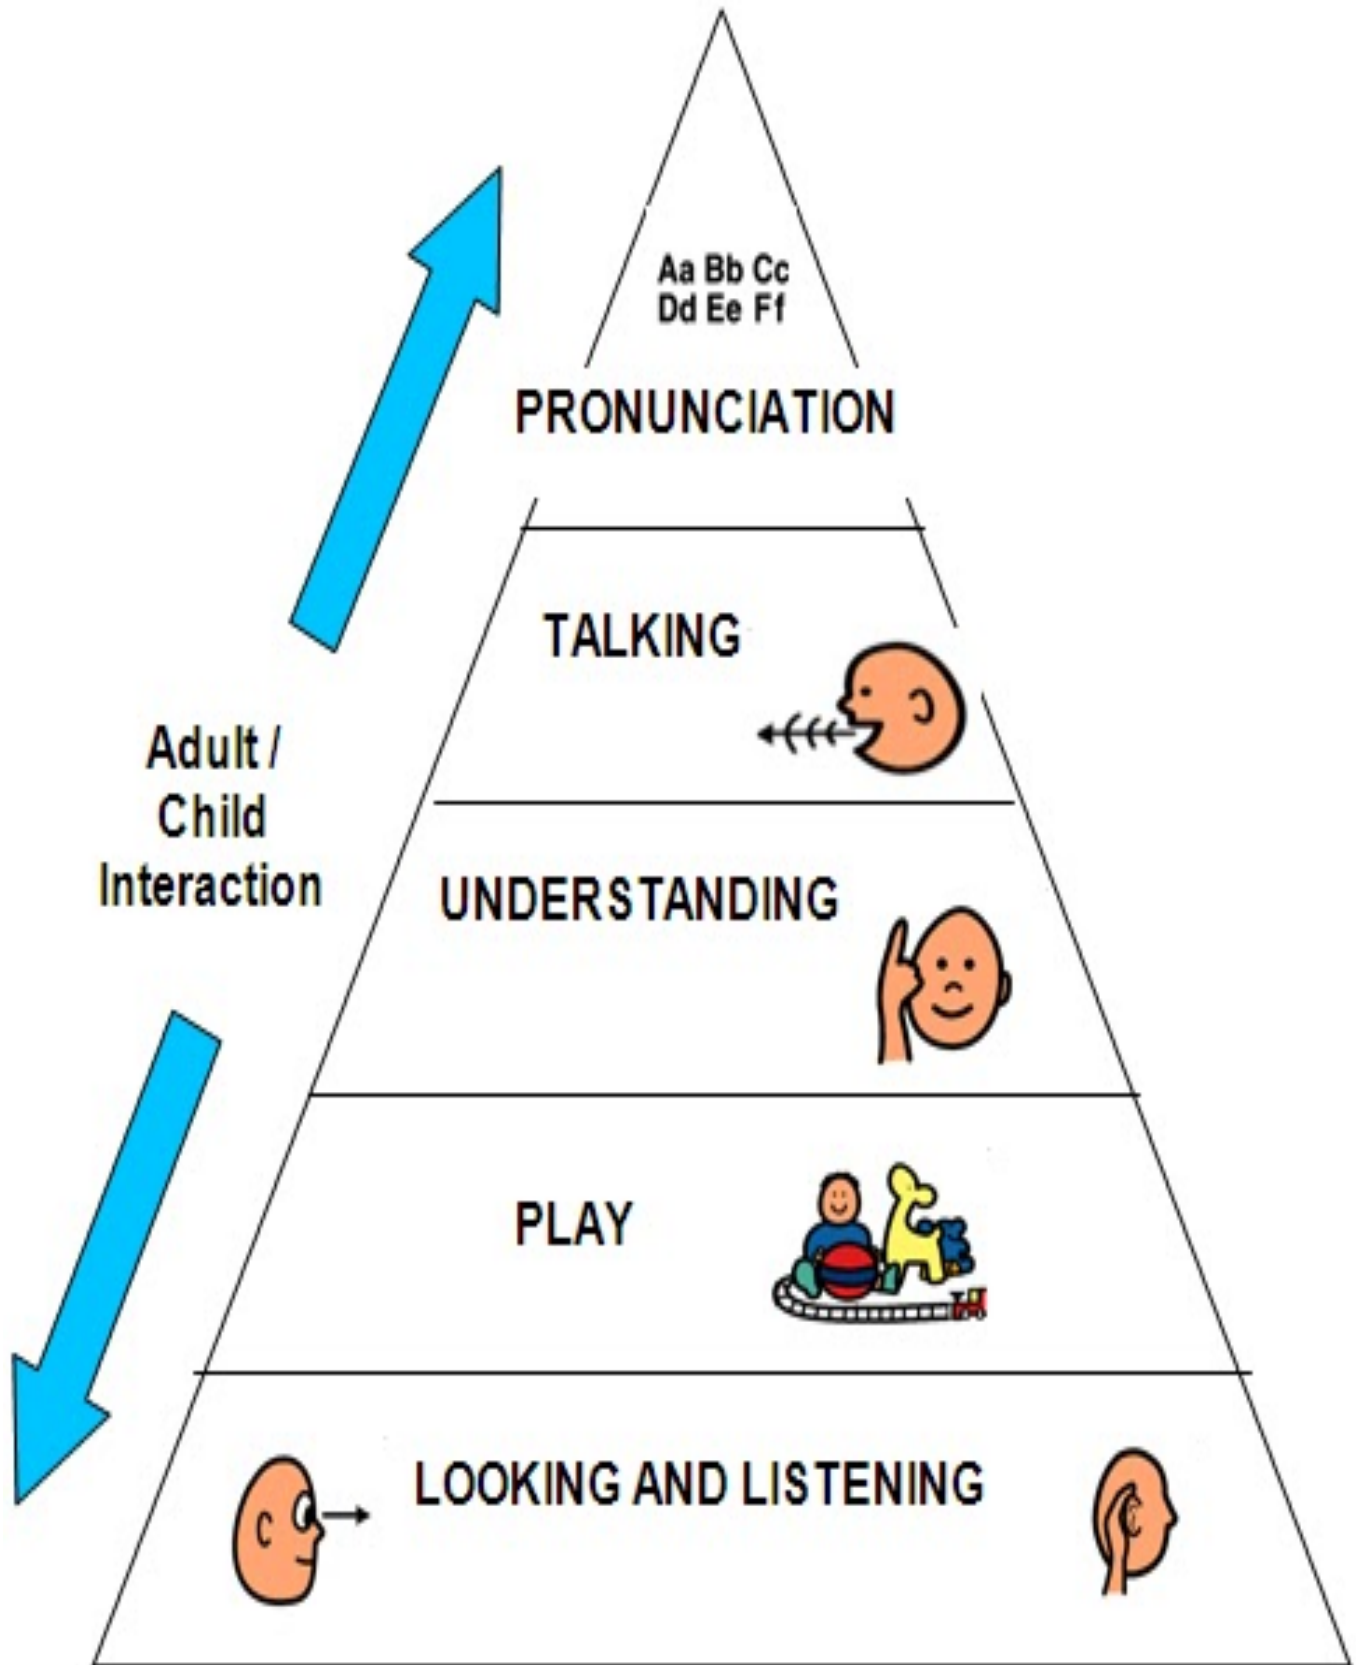 Aa Bb Cc
Dd Ee Ff
PRONUNCIATION
TALKING
Adult /
Child
Interaction
UNDERSTANDING
PLAY
LOOKING AND LISTENING